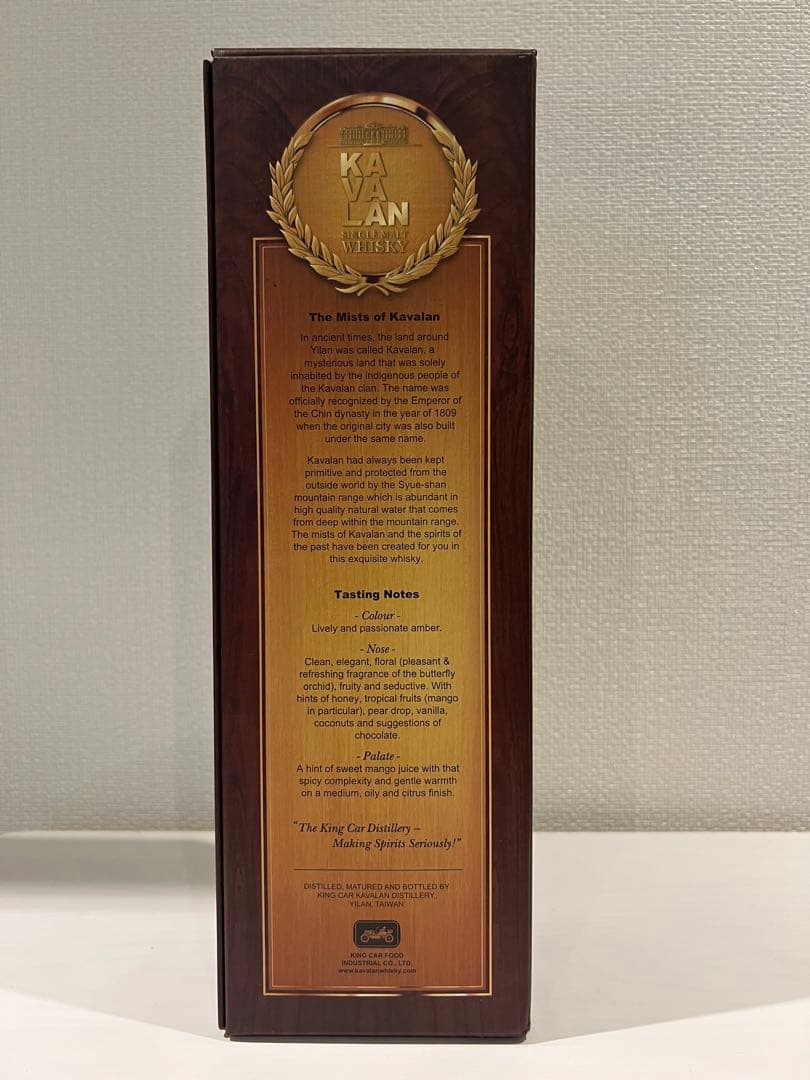 KA
VA
LAN
SINGLE MALT
WHISKY
The Mists of Kavalan
In ancient times, the land around
Yilan was called Kavalan, a
mysterious land that was solely
inhabited by the indigenous people of
the Kavalan clan. The name was
officially recognized by the Emperor of
the Chin dynasty in the year of 1809
when the original city was also built
under the same name.
Kavalan had always been kept
primitive and protected from the
outside world by the Syue-shan
mountain range which is abundant in
high quality natural water that comes
from deep within the mountain range.
The mists of Kavalan and the spirits of
the past have been created for you in
this exquisite whisky.
Tasting Notes
- Colour -
Lively and passionate amber.
- Nose -
Clean, elegant, floral (pleasant &
refreshing fragrance of the butterfly
orchid), fruity and seductive. With
hints of honey, tropical fruits (mango
in particular), pear drop, vanilla,
coconuts and suggestions of
chocolate.
- Palate -
A hint of sweet mango juice with that
spicy complexity and gentle warmth
on a medium, oily and citrus finish.
"The King Car Distillery –
Making Spirits Seriously!"
DISTILLED, MATURED AND BOTTLED BY
KING CAR KAVALAN DISTILLERY,
YILAN, TAIWAN.
KING CAR FOOD
INDUSTRIAL CO., LTD.
www.kavalanwhisky.com